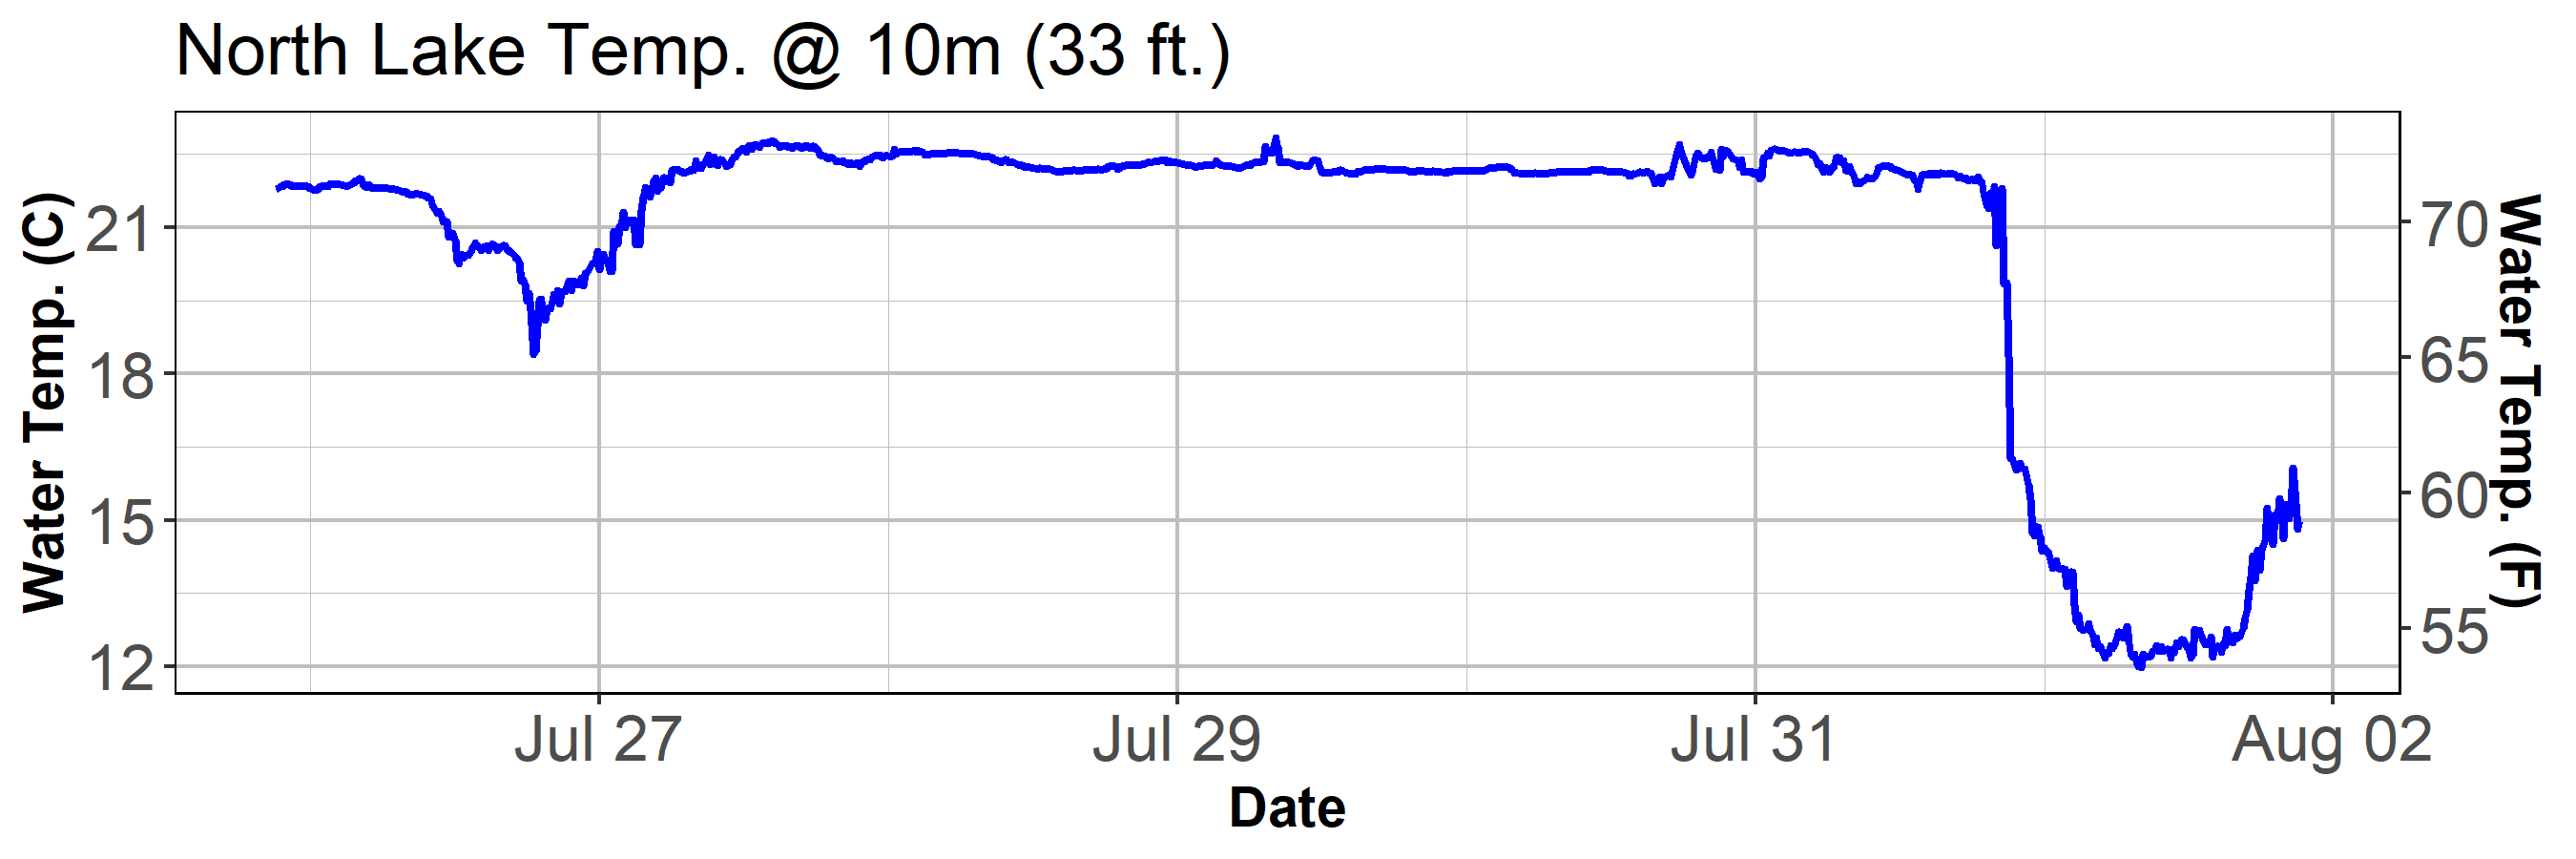 North Lake Temp. @ 10m (33 ft.)
Water Temp. (C)
21
18
15
12
70
65
60
55
Water Temp. (F)
Jul 27
Jul 29
Jul 31
Aug 02
Date